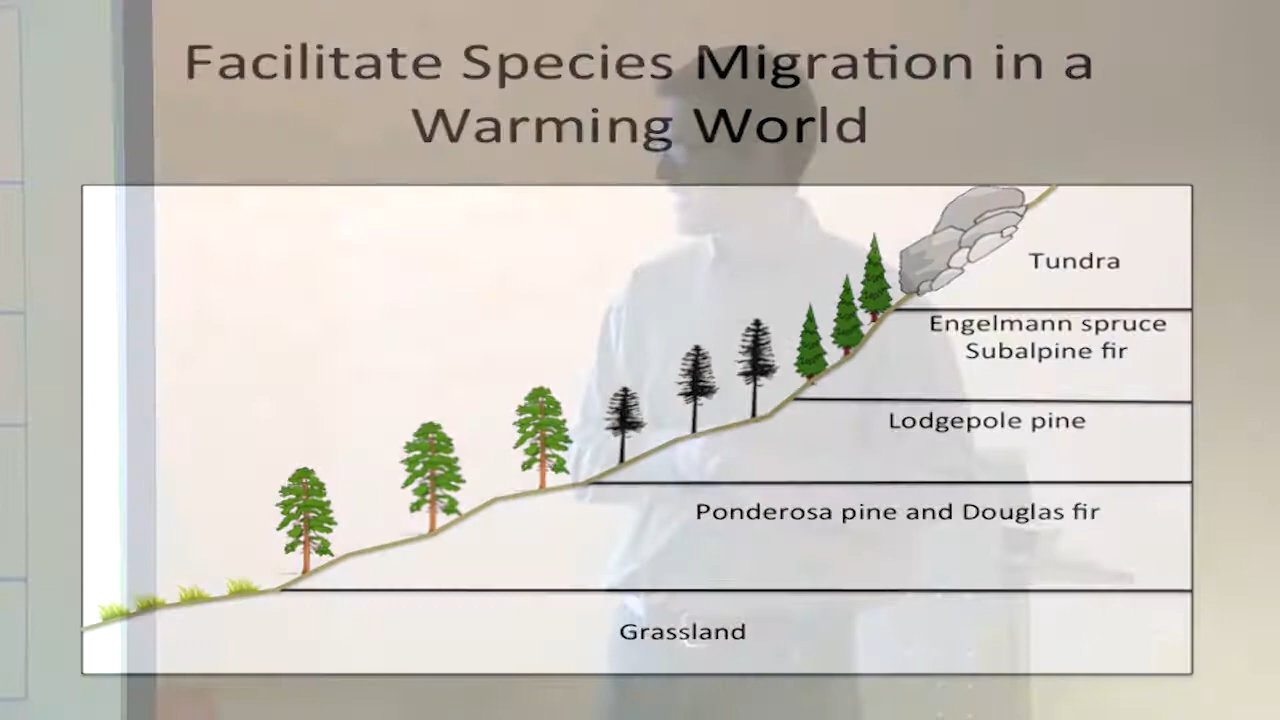 Facilitate Species Migration in a
Warming World
Tundra
Engelmann spruce
Subalpine fir
Lodgepole pine
Ponderosa pine and Douglas fir
Grassland